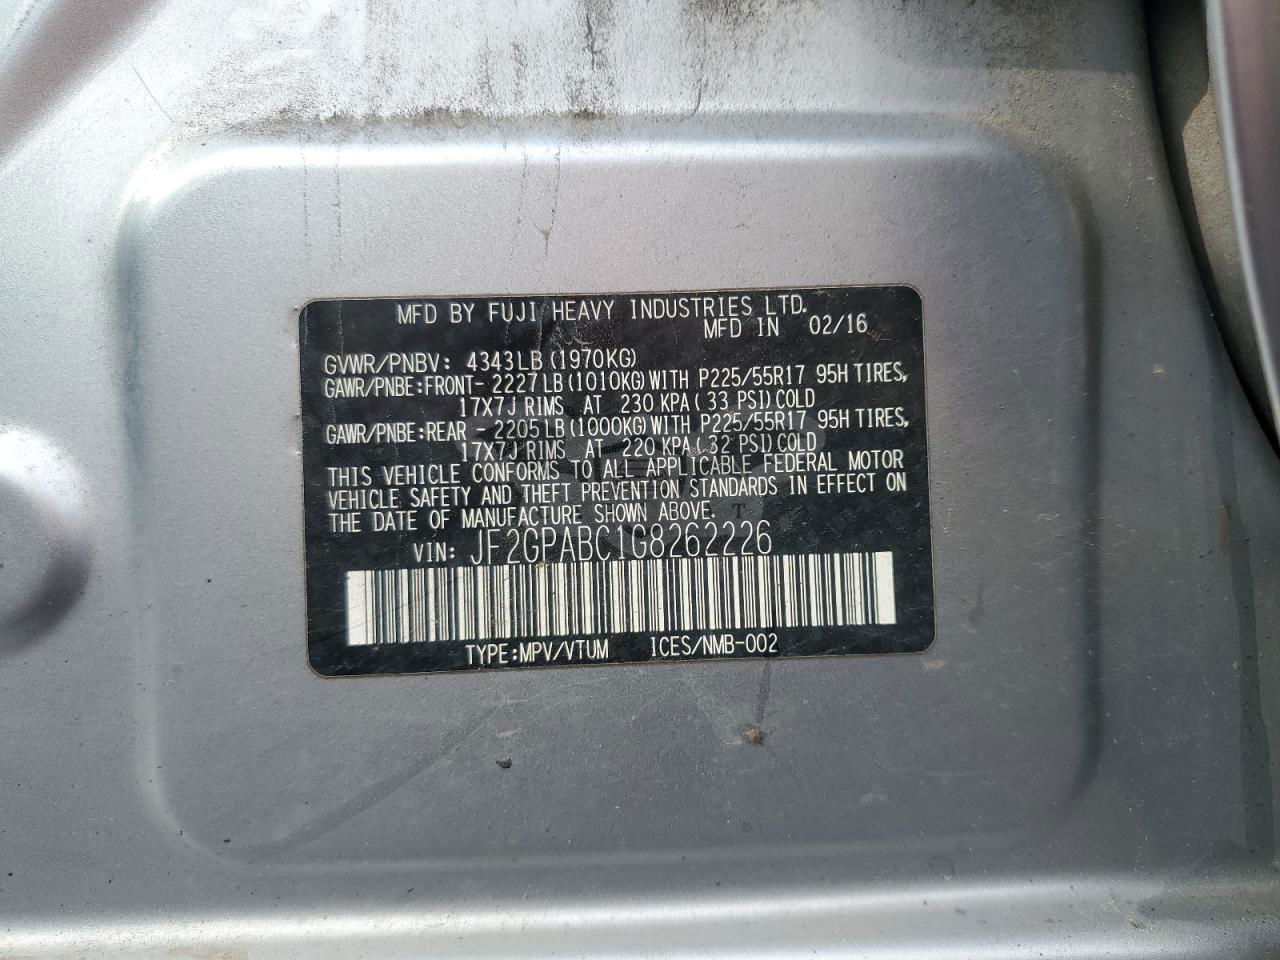 MFD BY FUJI HEAVY INDUSTRIES LTD.
MFD IN 02/16
GVWR/PNBV: 4343LB (1970KG)
GAWR/PNBE:FRONT- 2227LB(1010KG)WITH P225/55R17 95H TIRES,
17X7J RIMS AT 230 KPA(33 PSI)COLD
GAWR/PNBE:REAR - 2205LB(1000KG)WITH P225/55R17 95H TIRES,
17X7J RIMS AT 220 KPA(32 PSI)COLD
THIS VEHICLE CONFORMS TO ALL APPLICABLE FEDERAL MOTOR
VEHICLE SAFETY AND THEFT PREVENTION STANDARDS IN EFFECT ON
THE DATE OF MANUFACTURE SHOWN ABOVE.
VIN: JF2GPABC1G8262226
TYPE:MPV/VTUM ICES/NMB-002